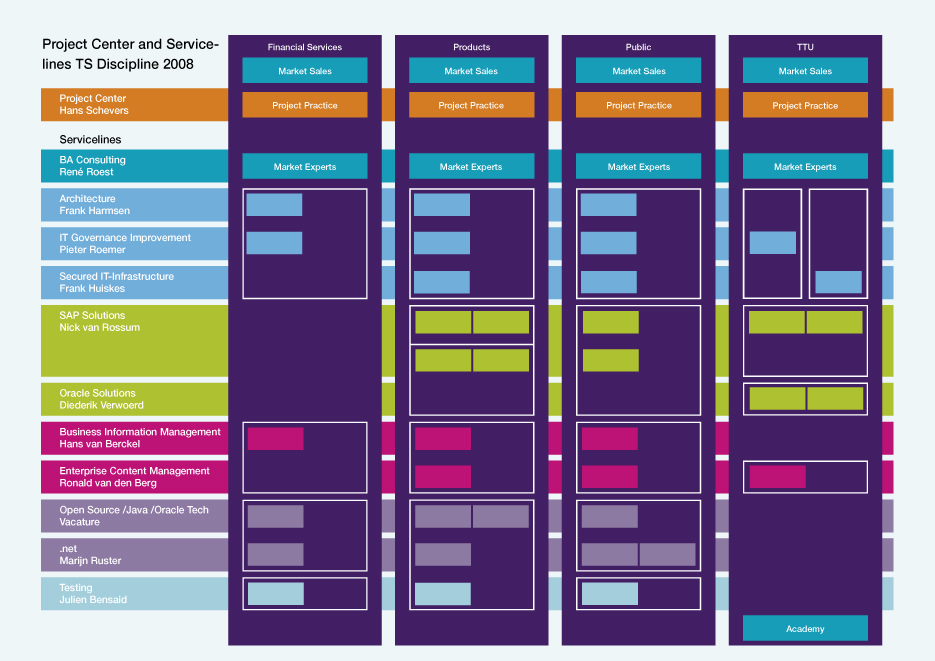 Project Center and Service-
lines TS Discipline 2008
Financial Services
Products
Public
TTU
Market Sales
Market Sales
Market Sales
Market Sales
Project Center
Hans Schevers
Project Practice
Project Practice
Project Practice
Project Practice
Servicelines
BA Consulting
René Roest
Market Experts
Market Experts
Market Experts
Market Experts
Architecture
Frank Harmsen
IT Governance Improvement
Pieter Roemer
Secured IT-Infrastructure
Frank Huiskes
SAP Solutions
Nick van Rossum
Oracle Solutions
Diederik Verwoerd
Business Information Management
Hans van Berckel
Enterprise Content Management
Ronald van den Berg
Open Source /Java /Oracle Tech
Vacature
.net
Marijn Ruster
Testing
Julien Bensaid
Academy